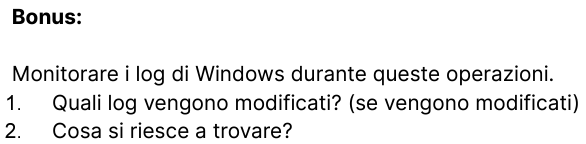 Bonus:
Monitorare i log di Windows durante queste operazioni.
1. Quali log vengono modificati? (se vengono modificati)
2. Cosa si riesce a trovare?